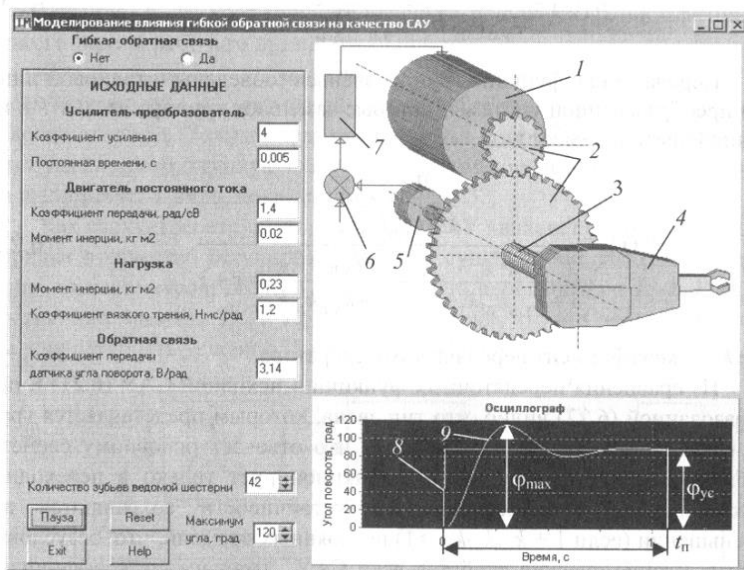 Моделирование влияния гибкой обратной связи на качество САУ
Гибкая обратная связь
Нет
Да
ИСХОДНЫЕ ДАННЫЕ
Усилитель-преобразователь
Коэффициент усиления
4
Постоянная времени, с
0,005
Двигатель постоянного тока
Коэффициент передачи, рад/сВ
1,4
Момент инерции, кг м2
0,02
Нагрузка
Момент инерции, кг м2
0,23
Коэффициент вязкого трения, Нмс/рад
1,2
Обратная связь
Коэффициент передачи
датчика угла поворота, В/рад
3,14
Количество зубьев ведомой шестерни
42
Пауза
Reset
Exit
Help
Максимум
угла, град
120
1
2
3
4
5
6
7
Осциллограф
Угол поворота, град
120
100
80
60
40
20
0
8
9
φmax
φус
0
tп
Время, с